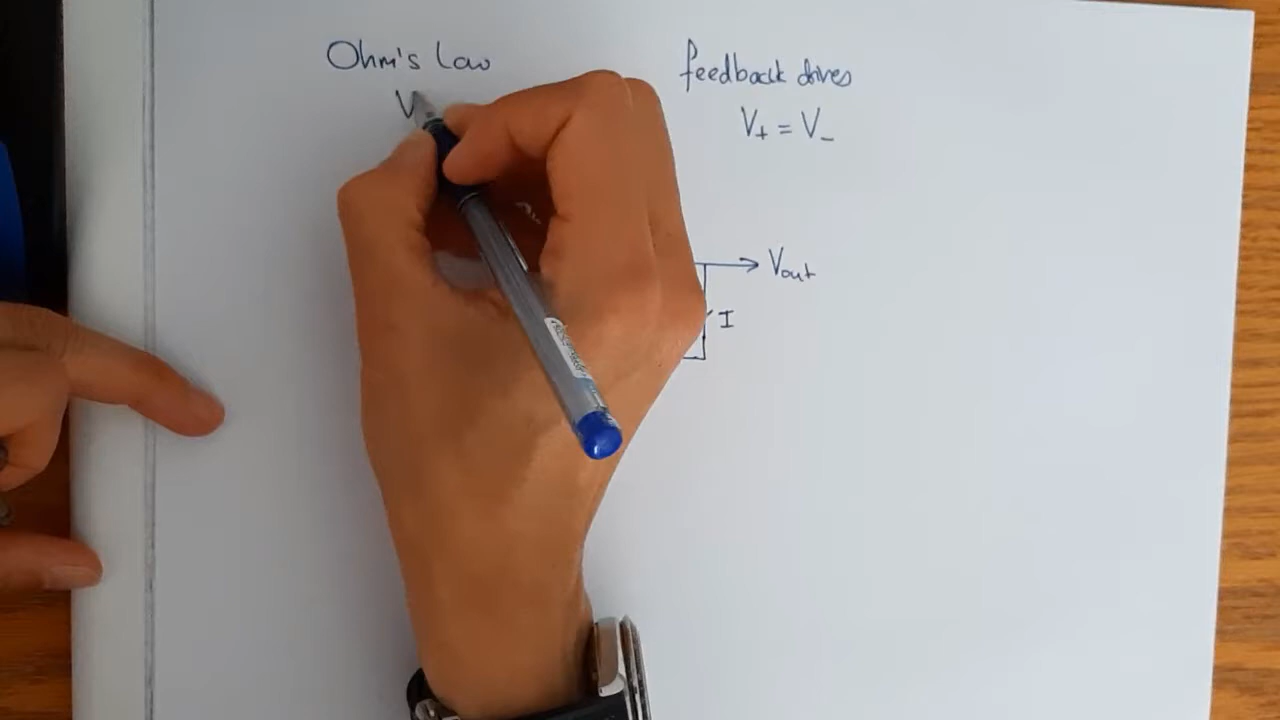 Ohm's Law
V
feedback drives
V₊ = V₋
Vout
I